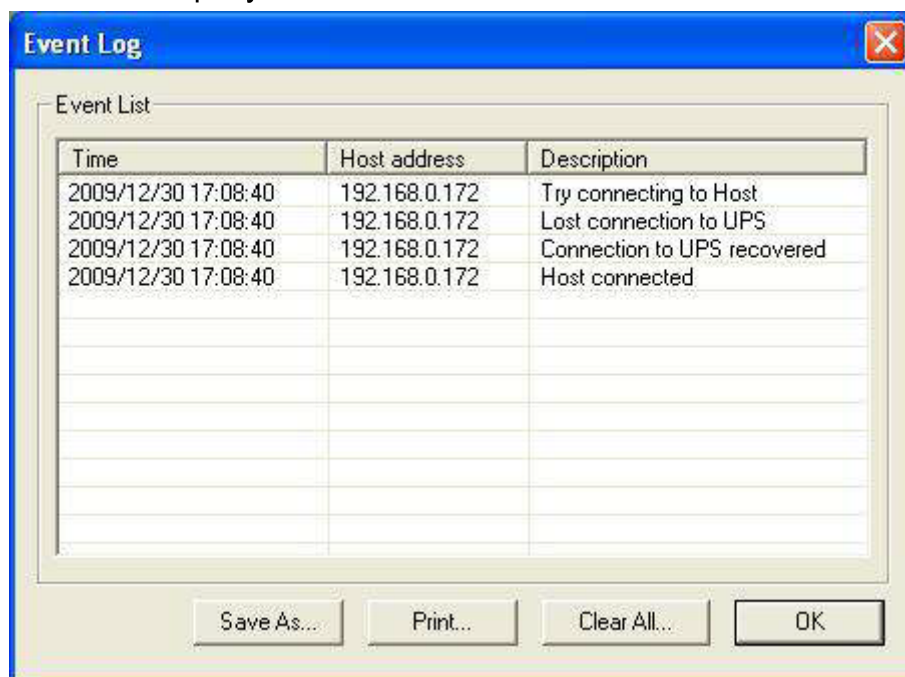 Event Log
Event List
Time Host address Description
2009/12/30 17:08:40 192.168.0.172 Try connecting to Host
2009/12/30 17:08:40 192.168.0.172 Lost connection to UPS
2009/12/30 17:08:40 192.168.0.172 Connection to UPS recovered
2009/12/30 17:08:40 192.168.0.172 Host connected
Save As... Print... Clear All... OK